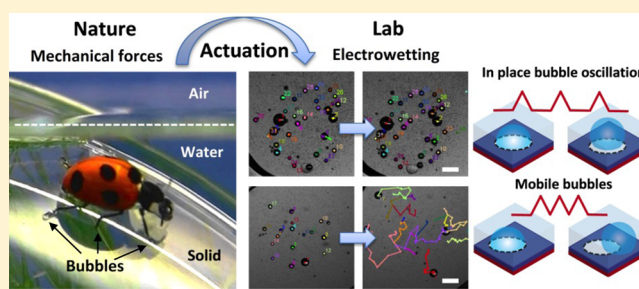 Nature
Mechanical forces
Actuation
Lab
Electrowetting
Air
Water
Bubbles
Solid
In place bubble oscillation
Mobile bubbles